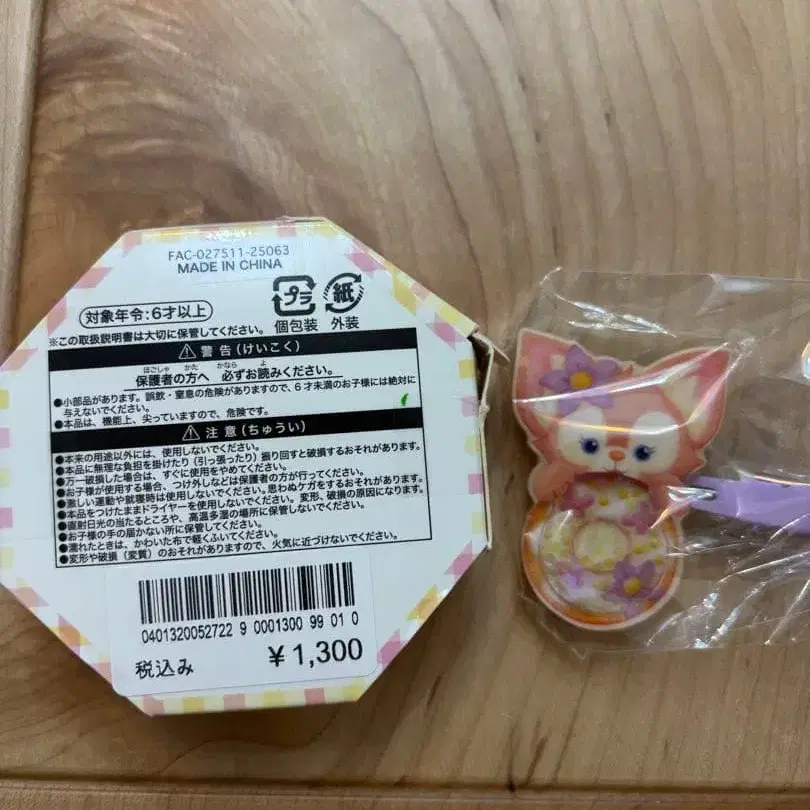 FAC-027511-25063
MADE IN CHINA
対象年令:6才以上
プラ
紙
個包装 外装
※この取扱説明書は大切に保管してください。
警告(けいこく)
ほごしゃ かた かなら よ
保護者の方へ 必ずお読みください。
●小部品があります。誤飲・窒息の危険がありますので、6才未満のお子様には絶対に
与えないでください。
●本品は、機能上、尖っていますので、危険です。
注意(ちゅうい)
●本来の用途以外には、使用しないでください。
●本品に無理な負担を掛けたり(引っ張ったり)振り回すと破損するおそれがあります。
●万一破損した場合は、すぐに使用をやめてください。
●お子様が使用する場合、つけ外しなどは保護者の方が行ってください。
●激しい運動や就寝時は使用しないでください。思わぬケガをするおそれがあります。
●本品をつけたままドライヤーを使用しないでください。変形、破損の原因になります。
●直射日光の当たるところや、高温多湿の場所に保管しないでください。
●お子様の手の届かない所に保管してください。
●濡れたときは、かわいた布で軽くふいてください。
●変形や破損(変質)のおそれがありますので、火気に近づけないでください。
0401320052722 9 0001300 99 01 0
税込み ¥1,300